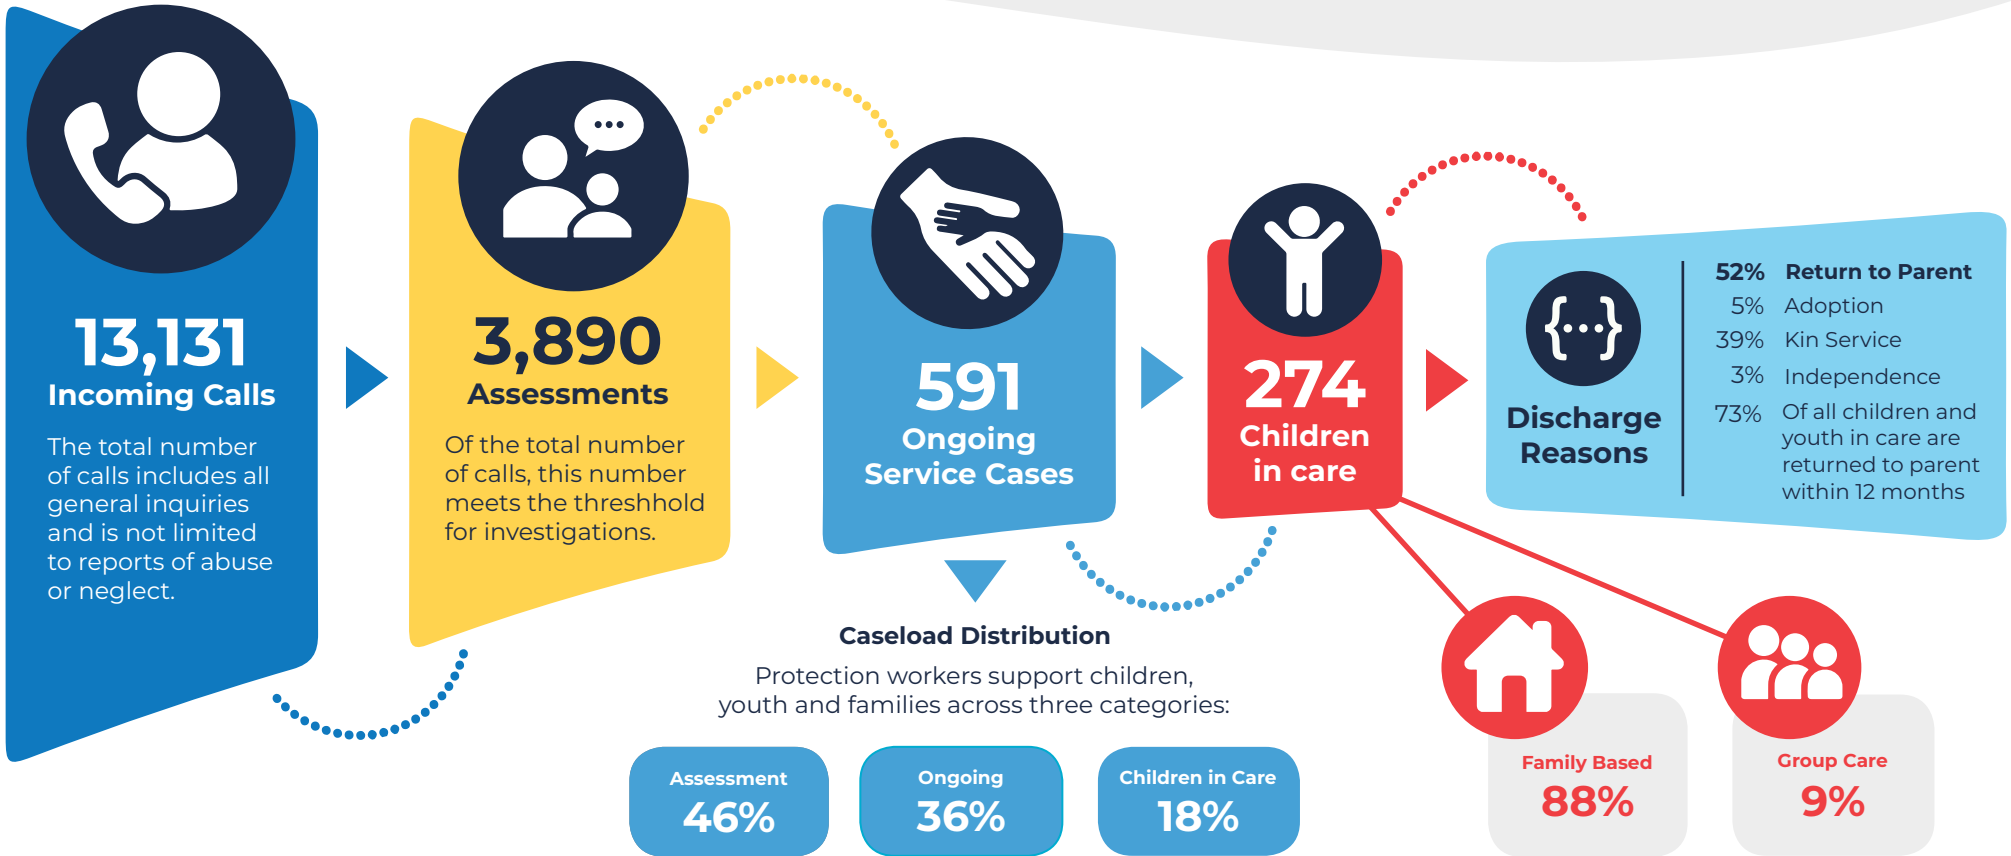 13,131
Incoming Calls
The total number
of calls includes all
general inquiries
and is not limited
to reports of abuse
or neglect.
3,890
Assessments
Of the total number
of calls, this number
meets the threshhold
for investigations.
591
Ongoing
Service Cases
274
Children
in care
Discharge
Reasons
52% Return to Parent
5% Adoption
39% Kin Service
3% Independence
73% Of all children and
youth in care are
returned to parent
within 12 months
Caseload Distribution
Protection workers support children,
youth and families across three categories:
Assessment
46%
Ongoing
36%
Children in Care
18%
Family Based
88%
Group Care
9%